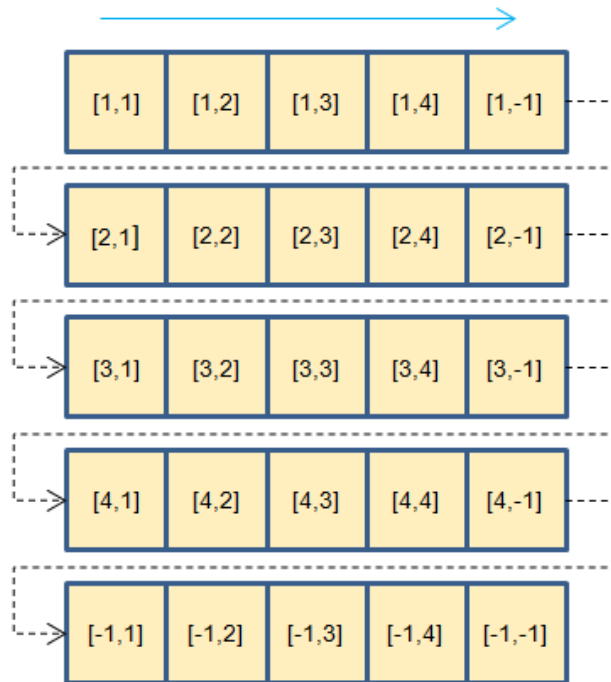 [1,1] [1,2] [1,3] [1,4] [1,-1]
[2,1] [2,2] [2,3] [2,4] [2,-1]
[3,1] [3,2] [3,3] [3,4] [3,-1]
[4,1] [4,2] [4,3] [4,4] [4,-1]
[-1,1] [-1,2] [-1,3] [-1,4] [-1,-1]